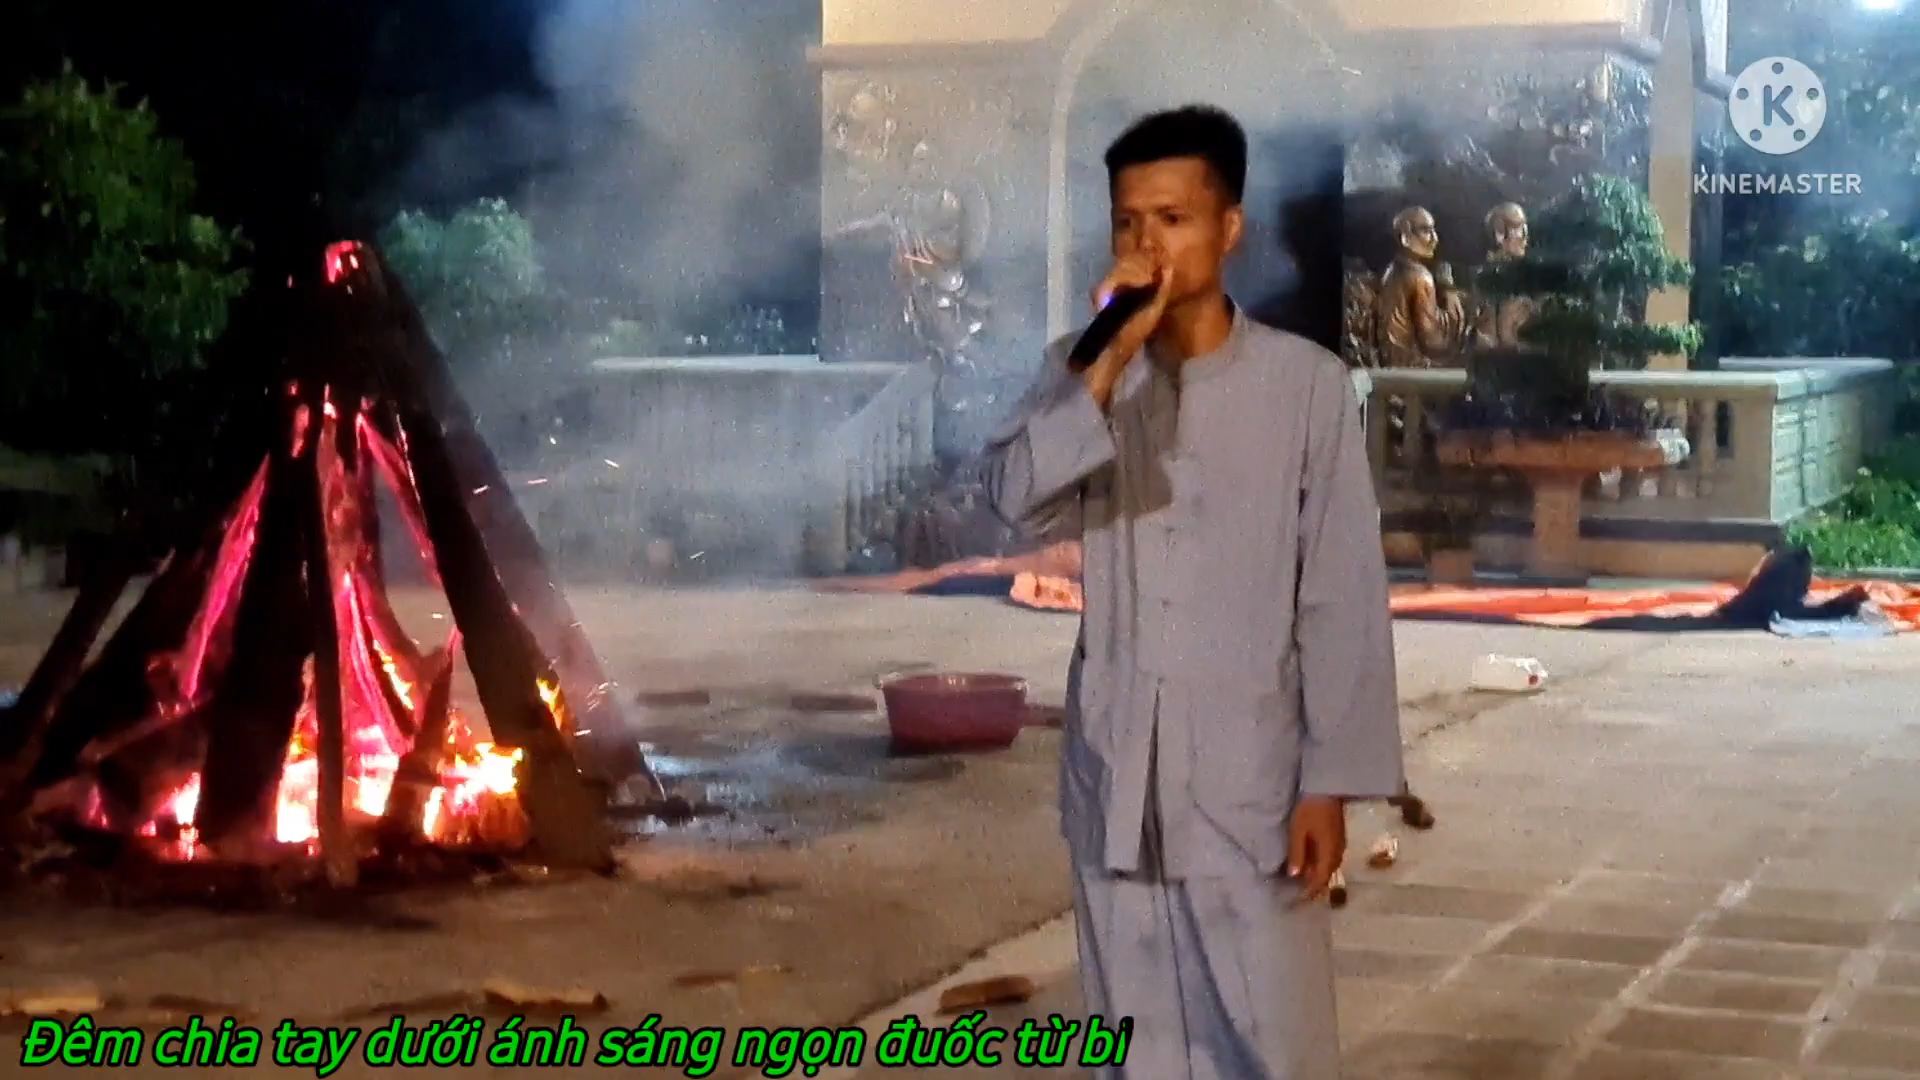 K
KINEMASTER
Đêm chia tay dưới ánh sáng ngọn đuốc từ bi